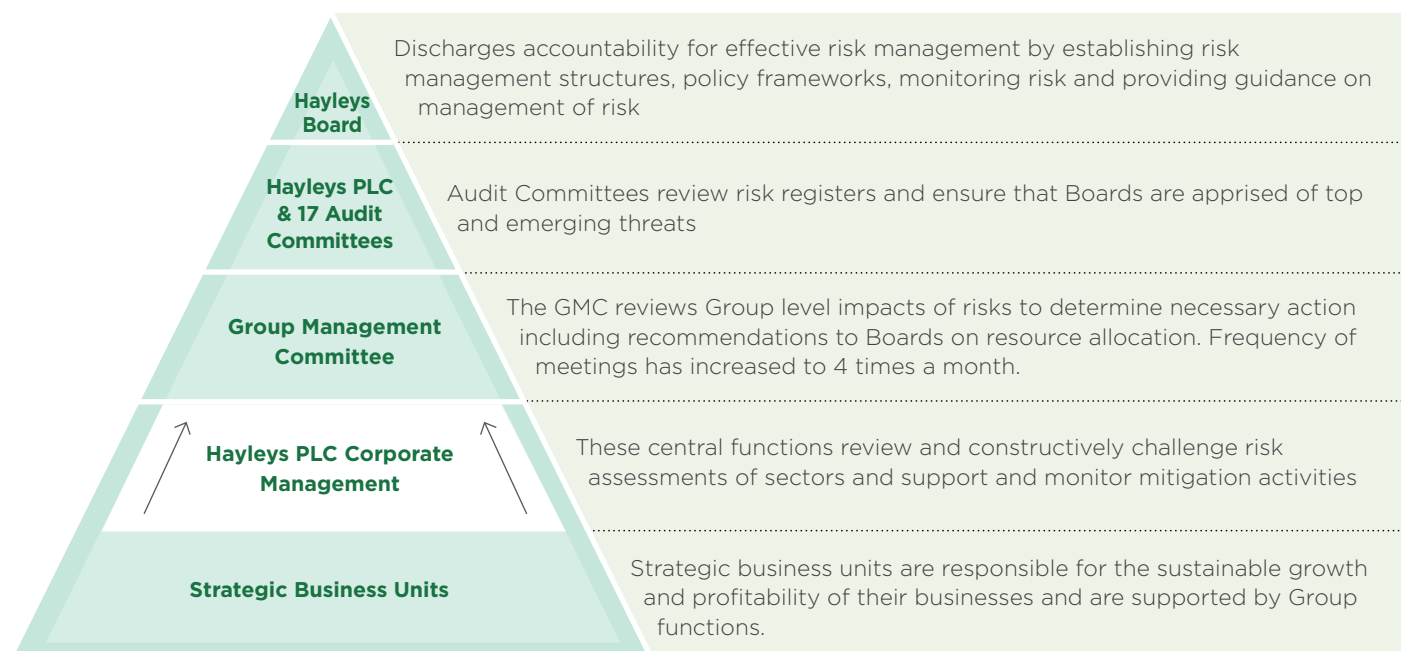 Hayleys
Board
Discharges accountability for effective risk management by establishing risk
management structures, policy frameworks, monitoring risk and providing guidance on
management of risk
Hayleys PLC
& 17 Audit
Committees
Audit Committees review risk registers and ensure that Boards are apprised of top
and emerging threats
Group Management
Committee
The GMC reviews Group level impacts of risks to determine necessary action
including recommendations to Boards on resource allocation. Frequency of
meetings has increased to 4 times a month.
Hayleys PLC Corporate
Management
These central functions review and constructively challenge risk
assessments of sectors and support and monitor mitigation activities
Strategic Business Units
Strategic business units are responsible for the sustainable growth
and profitability of their businesses and are supported by Group
functions.